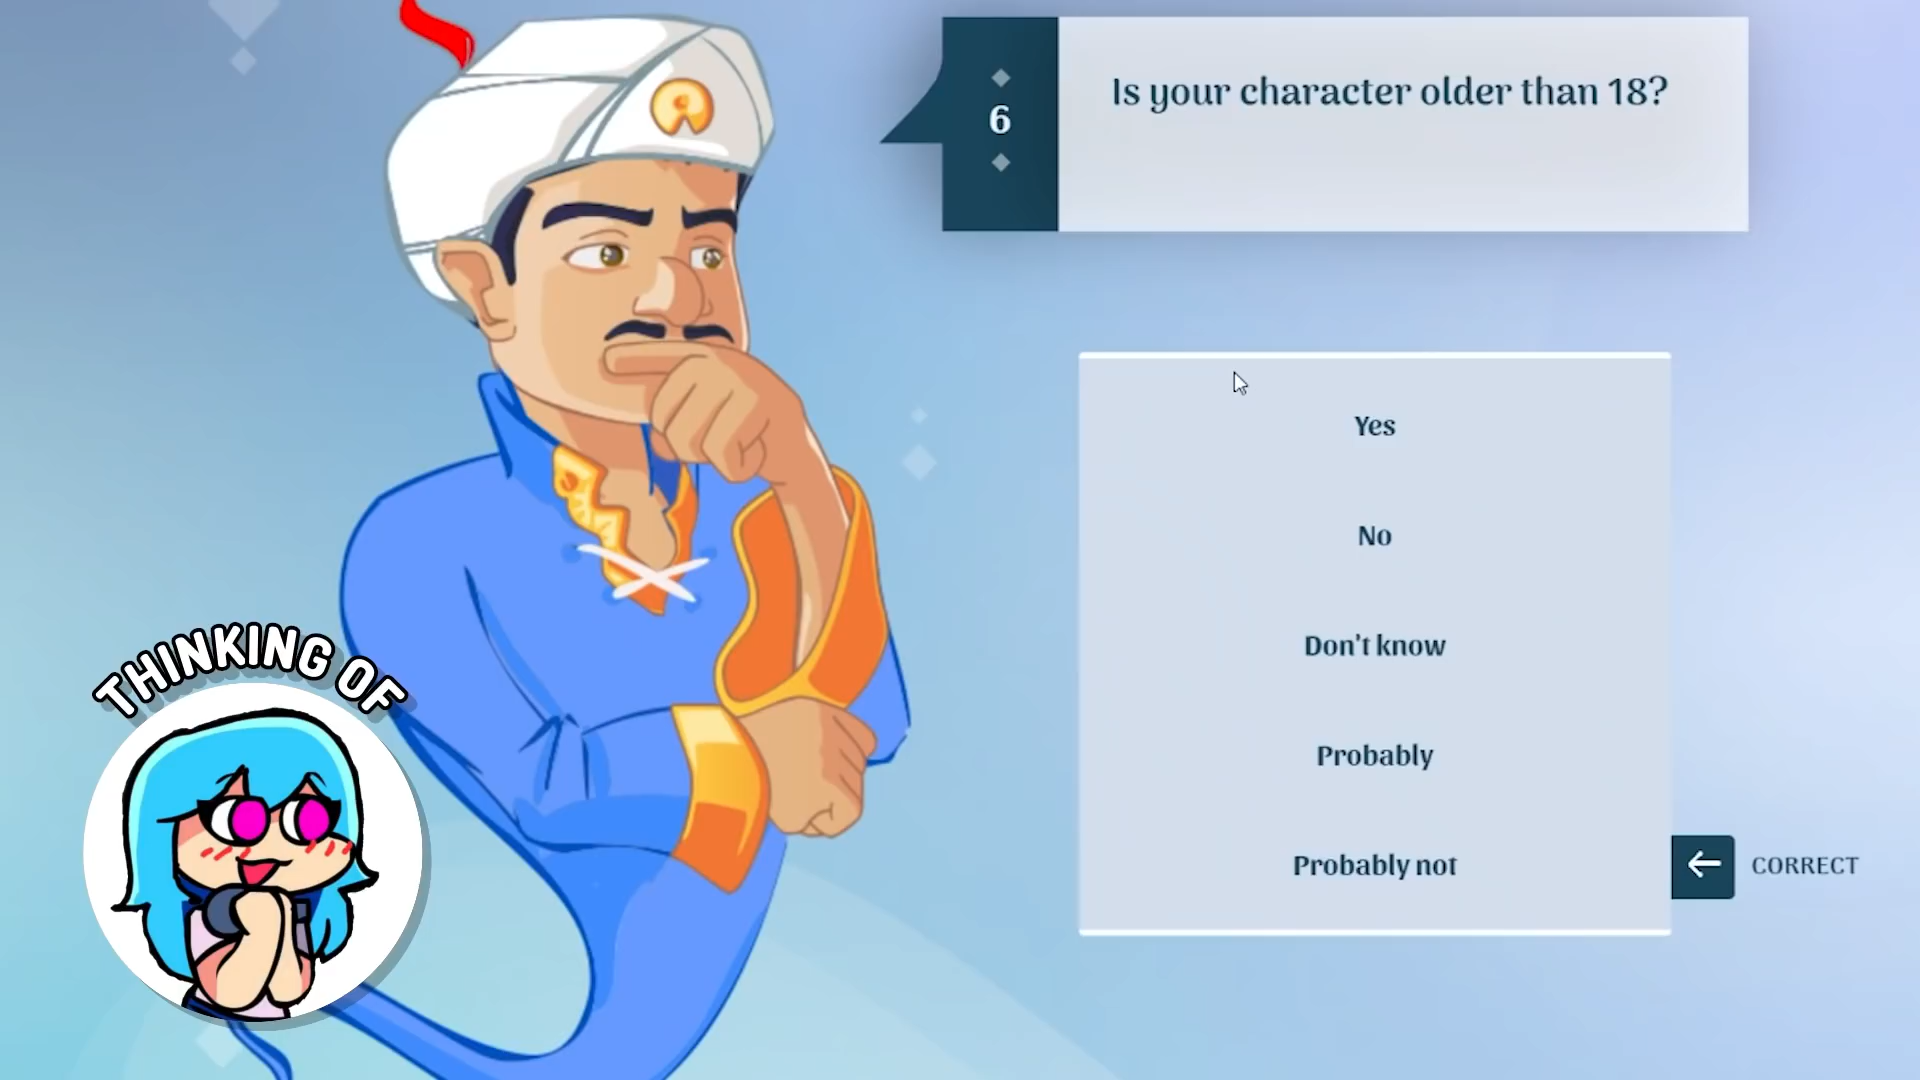 6
Is your character older than 18?
Yes
No
Don't know
Probably
Probably not
CORRECT
THINKING OF